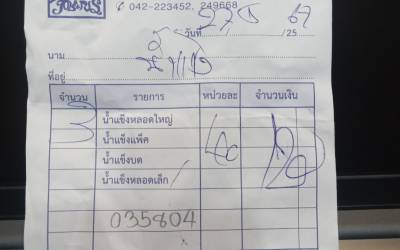 042-223452, 249668
วันที่ 27 / /25 67
นาม
ที่อยู่
จำนวน รายการ หน่วยละ จำนวนเงิน
3 น้ำแข็งหลอดใหญ่ 40 120
น้ำแข็งแพ็ค
น้ำแข็งบด
น้ำแข็งหลอดเล็ก
035804